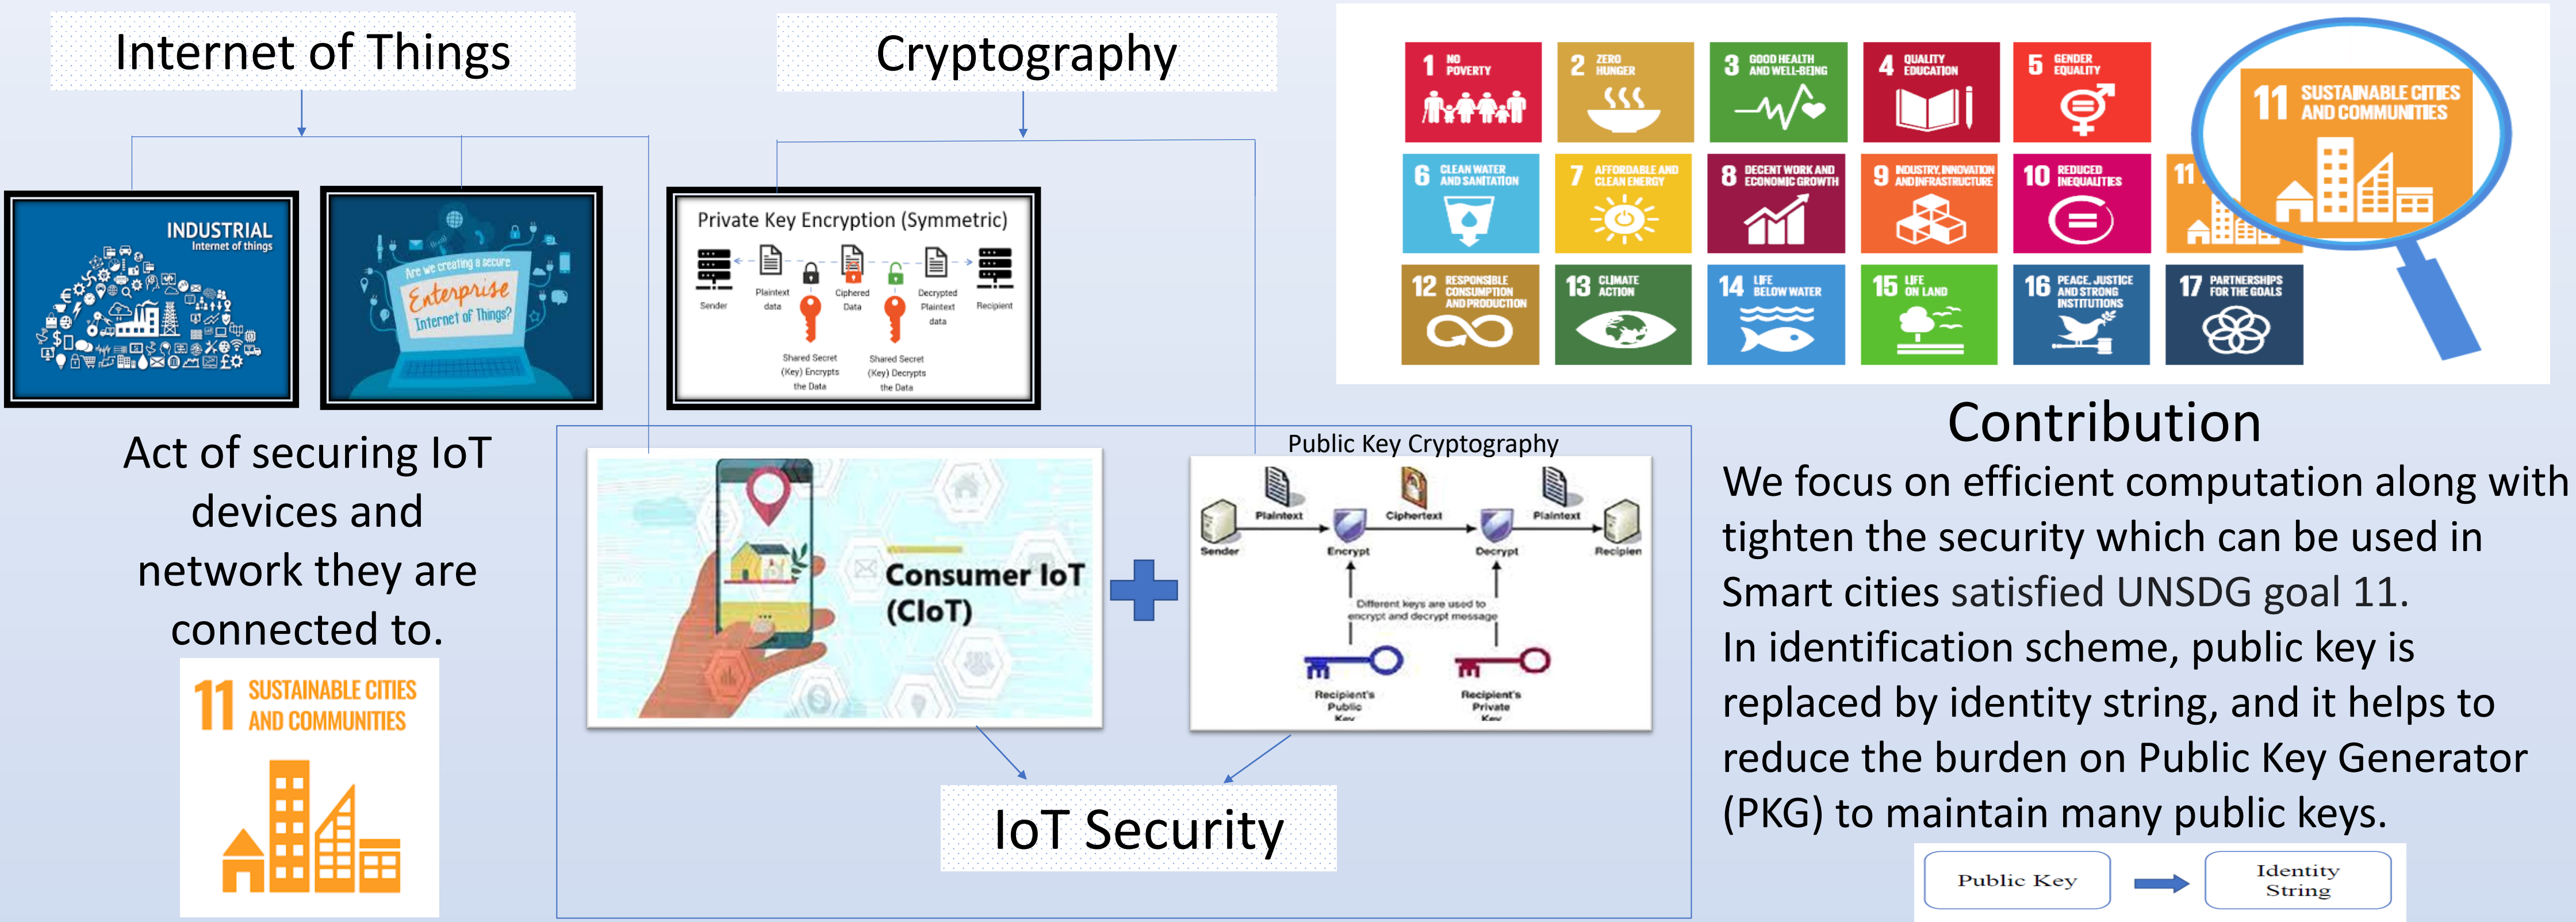 Internet of Things
Cryptography
INDUSTRIAL
Internet of things
Are we creating a secure
Enterprise
Internet of Things?
Private Key Encryption (Symmetric)
Sender
Plaintext
data
Ciphered
Data
Decrypted
Plaintext
data
Recipient
Shared Secret
(Key) Encrypts
the Data
Shared Secret
(Key) Decrypts
the Data
1 NO
POVERTY
2 ZERO
HUNGER
3 GOOD HEALTH
AND WELL-BEING
4 QUALITY
EDUCATION
5 GENDER
EQUALITY
6 CLEAN WATER
AND SANITATION
7 AFFORDABLE AND
CLEAN ENERGY
8 DECENT WORK AND
ECONOMIC GROWTH
9 INDUSTRY, INNOVATION
AND INFRASTRUCTURE
10 REDUCED
INEQUALITIES
11
11 SUSTAINABLE CITIES
AND COMMUNITIES
12 RESPONSIBLE
CONSUMPTION
AND PRODUCTION
13 CLIMATE
ACTION
14 LIFE
BELOW WATER
15 LIFE
ON LAND
16 PEACE, JUSTICE
AND STRONG
INSTITUTIONS
17 PARTNERSHIPS
FOR THE GOALS
Act of securing IoT
devices and
network they are
connected to.
11 SUSTAINABLE CITIES
AND COMMUNITIES
Consumer IoT
(CIoT)
Public Key Cryptography
Plaintext
Ciphertext
Plaintext
Sender
Encrypt
Decrypt
Recipien
Different keys are used to
encrypt and decrypt message
Recipient's
Public
Key
Recipient's
Private
Key
IoT Security
Contribution
We focus on efficient computation along with
tighten the security which can be used in
Smart cities satisfied UNSDG goal 11.
In identification scheme, public key is
replaced by identity string, and it helps to
reduce the burden on Public Key Generator
(PKG) to maintain many public keys.
Public Key
Identity
String